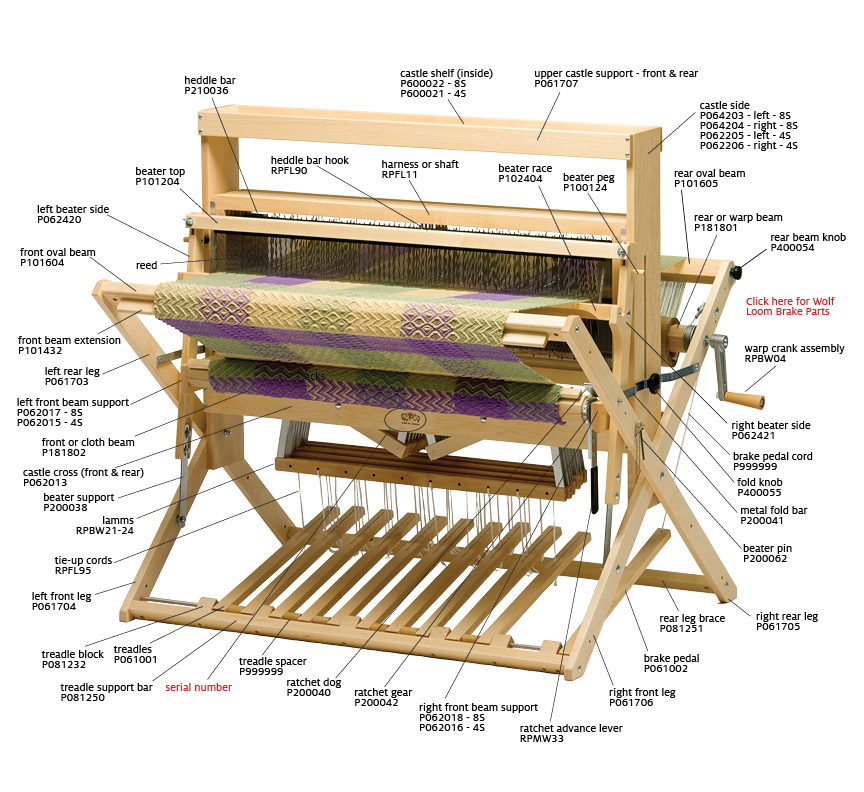 heddle bar
P210036
castle shelf (inside)
P600022 - 8S
P600021 - 4S
upper castle support - front & rear
P061707
castle side
P064203 - left - 8S
P064204 - right - 8S
P062205 - left - 4S
P062206 - right - 4S
beater top
P101204
heddle bar hook
RPFL90
harness or shaft
RPFL11
beater race
P102404
beater peg
P100124
rear oval beam
P101605
left beater side
P062420
rear or warp beam
P181801
rear beam knob
P400054
front oval beam
P101604
reed
Click here for Wolf
Loom Brake Parts
front beam extension
P101432
warp crank assembly
RPBW04
left rear leg
P061703
cks
left front beam support
P062017 - 8S
P062015 - 4S
right beater side
P062421
front or cloth beam
P181802
brake pedal cord
P999999
castle cross (front & rear)
P062013
fold knob
P400055
beater support
P200038
metal fold bar
P200041
lamms
RPBW21-24
beater pin
P200062
tie-up cords
RPFL95
left front leg
P061704
rear leg brace
P081251
right rear leg
P061705
treadle block
P081232
treadles
P061001
treadle spacer
P999999
brake pedal
P061002
treadle support bar
P081250
serial number
ratchet dog
P200040
ratchet gear
P200042
right front leg
P061706
right front beam support
P062018 - 8S
P062016 - 4S
ratchet advance lever
RPMW33